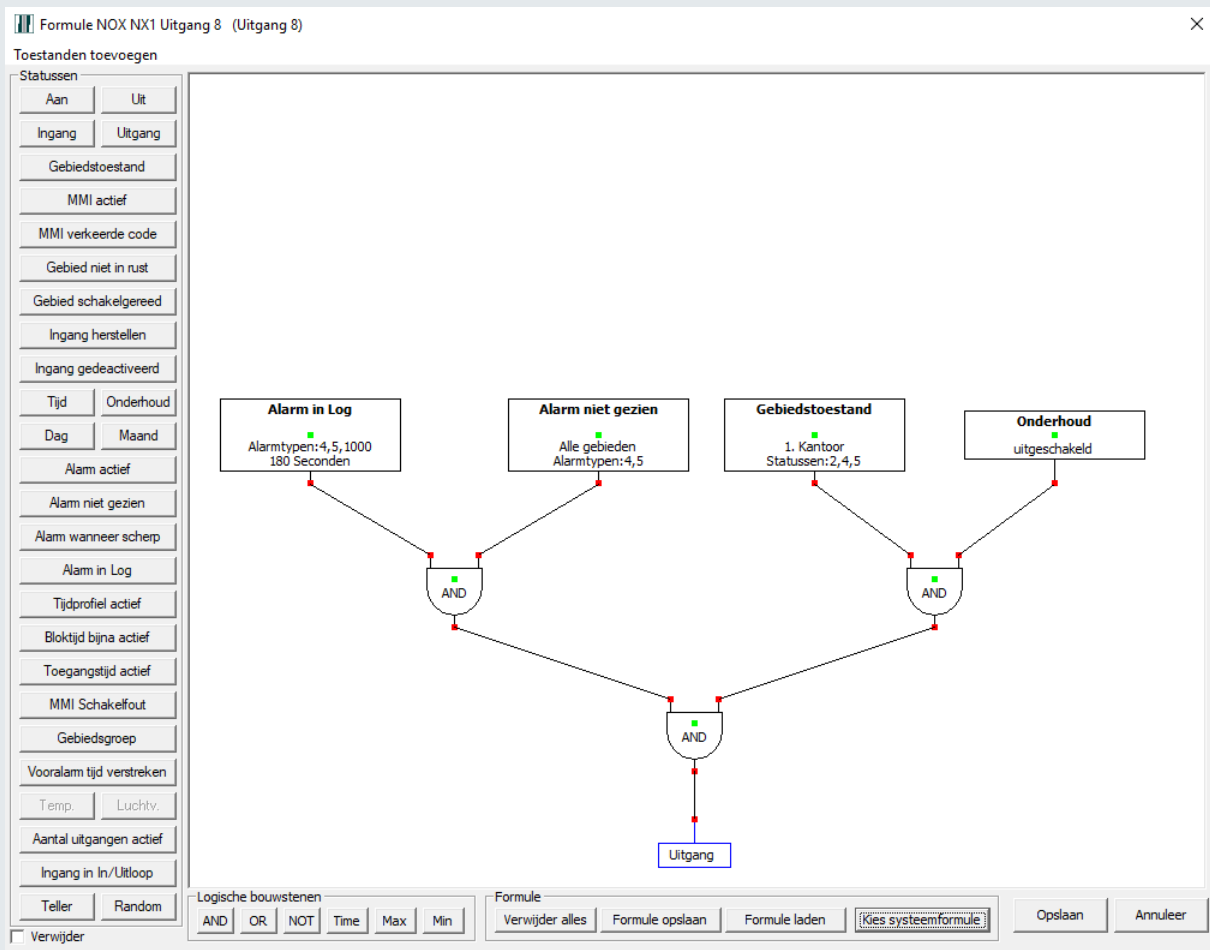 Formule NOX NX1 Uitgang 8   (Uitgang 8)
Toestanden toevoegen
Statussen
Aan Uit
Ingang Uitgang
Gebiedstoestand
MMI actief
MMI verkeerde code
Gebied niet in rust
Gebied schakelgereed
Ingang herstellen
Ingang gedeactiveerd
Tijd Onderhoud
Dag Maand
Alarm actief
Alarm niet gezien
Alarm wanneer scherp
Alarm in Log
Tijdprofiel actief
Bloktijd bijna actief
Toegangstijd actief
MMI Schakelfout
Gebiedsgroep
Vooralarm tijd verstreken
Temp. Luchtv.
Aantal uitgangen actief
Ingang in In/Uitloop
Teller Random
Verwijder
Alarm in Log
Alarmtypen:4,5,1000
180 Seconden
Alarm niet gezien
Alle gebieden
Alarmtypen:4,5
Gebiedstoestand
1. Kantoor
Statussen:2,4,5
Onderhoud
uitgeschakeld
AND
AND
AND
Uitgang
Logische bouwstenen
AND OR NOT Time Max Min
Formule
Verwijder alles Formule opslaan Formule laden Kies systeemformule
Opslaan Annuleer